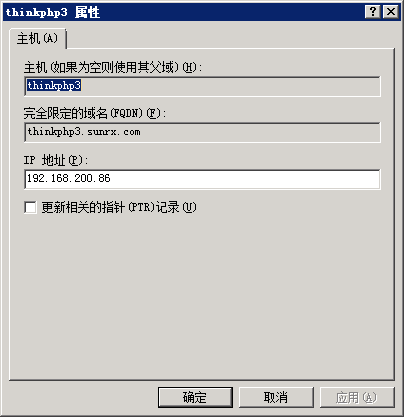 thinkphp3 属性
主机(A)
主机(如果为空则使用其父域)(H):
thinkphp3
完全限定的域名(FQDN)(F):
thinkphp3.sunrx.com
IP 地址(P):
192.168.200.86
更新相关的指针(PTR)记录(U)
确定
取消
应用(A)